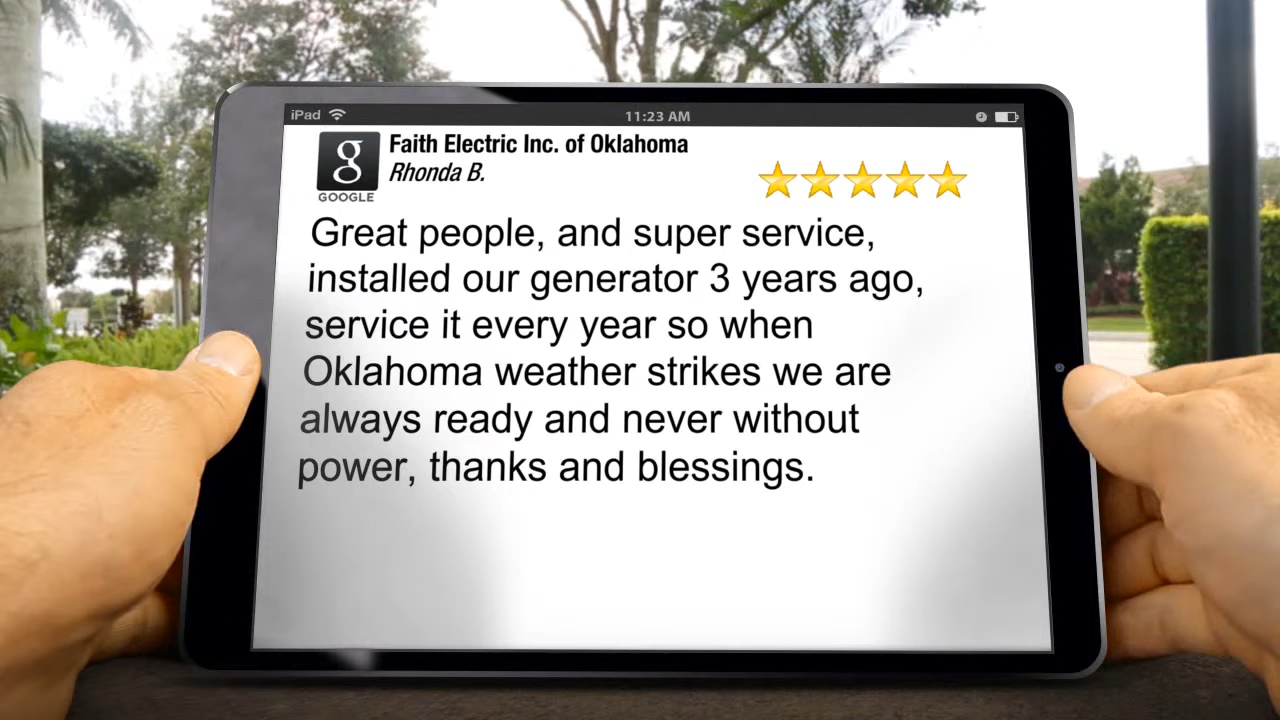 iPad 11:23 AM
Faith Electric Inc. of Oklahoma
Rhonda B.
g
GOOGLE
Great people, and super service,
installed our generator 3 years ago,
service it every year so when
Oklahoma weather strikes we are
always ready and never without
power, thanks and blessings.